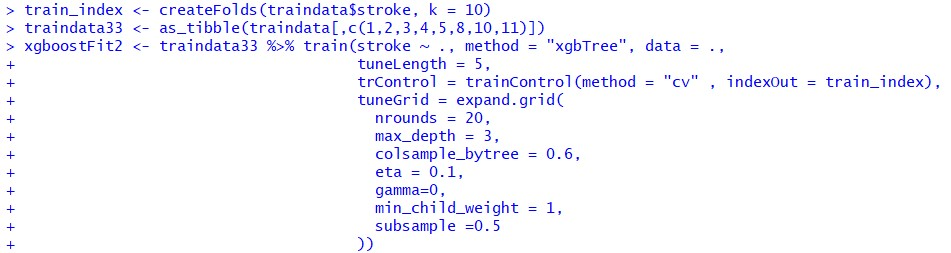 > train_index <- createFolds(traindata$stroke, k = 10)
> traindata33 <- as_tibble(traindata[,c(1,2,3,4,5,8,10,11)])
> xgboostFit2 <- traindata33 %>% train(stroke ~ ., method = "xgbTree", data = .,
+                                      tuneLength = 5,
+                                      trControl = trainControl(method = "cv" , indexOut = train_index),
+                                      tuneGrid = expand.grid(
+                                        nrounds = 20,
+                                        max_depth = 3,
+                                        colsample_bytree = 0.6,
+                                        eta = 0.1,
+                                        gamma=0,
+                                        min_child_weight = 1,
+                                        subsample =0.5
+                                      ))